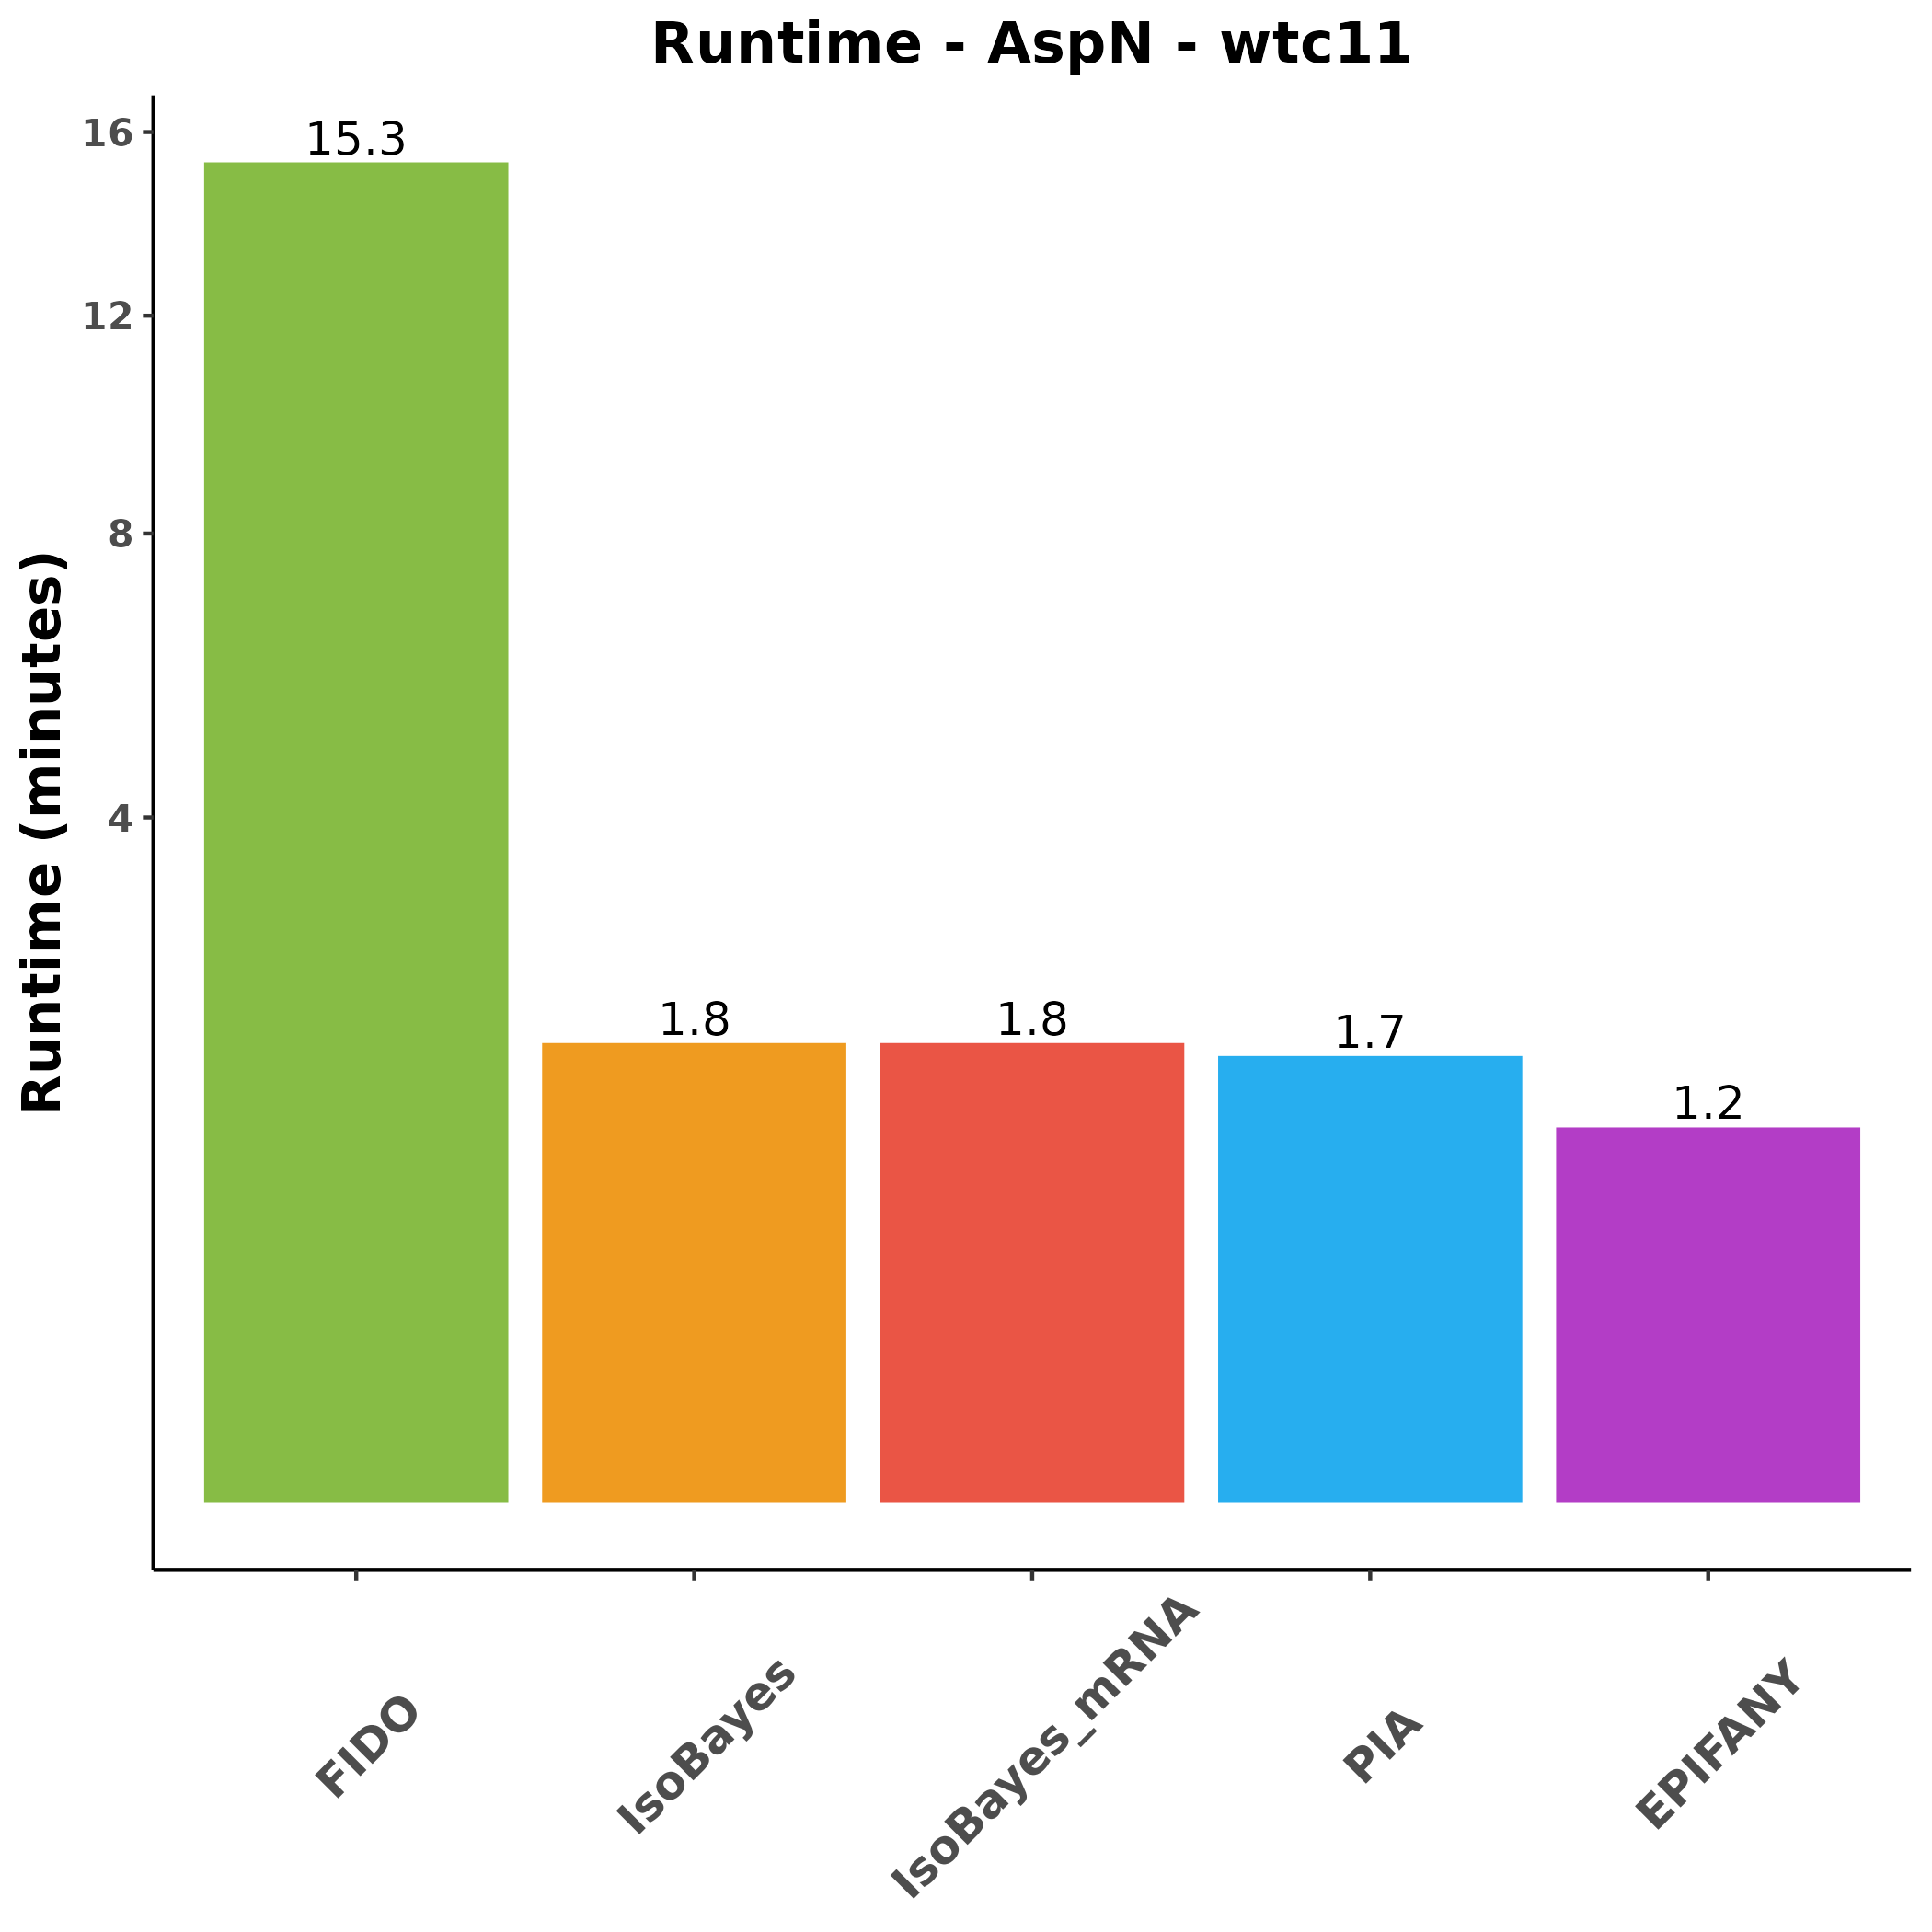 Runtime - AspN - wtc11
Runtime (minutes)
16
12
8
4
15.3
1.8
1.8
1.7
1.2
FIDO
IsoBayes
IsoBayes_mRNA
PIA
EPIFANY